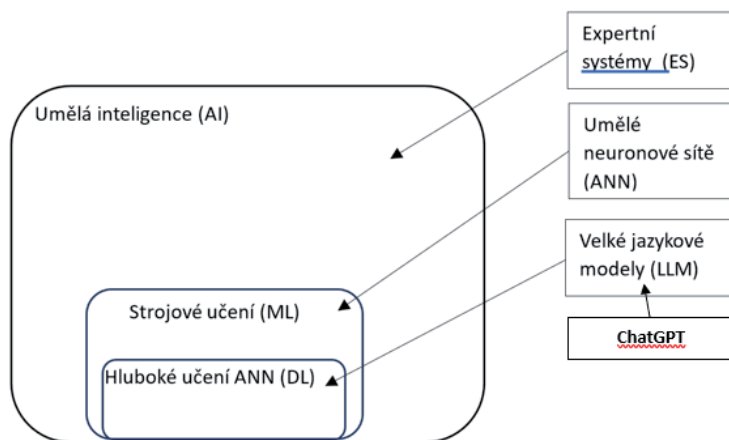 Umělá inteligence (AI)
Strojové učení (ML)
Hluboké učení ANN (DL)
Expertní
systémy (ES)
Umělé
neuronové sítě
(ANN)
Velké jazykové
modely (LLM)
ChatGPT